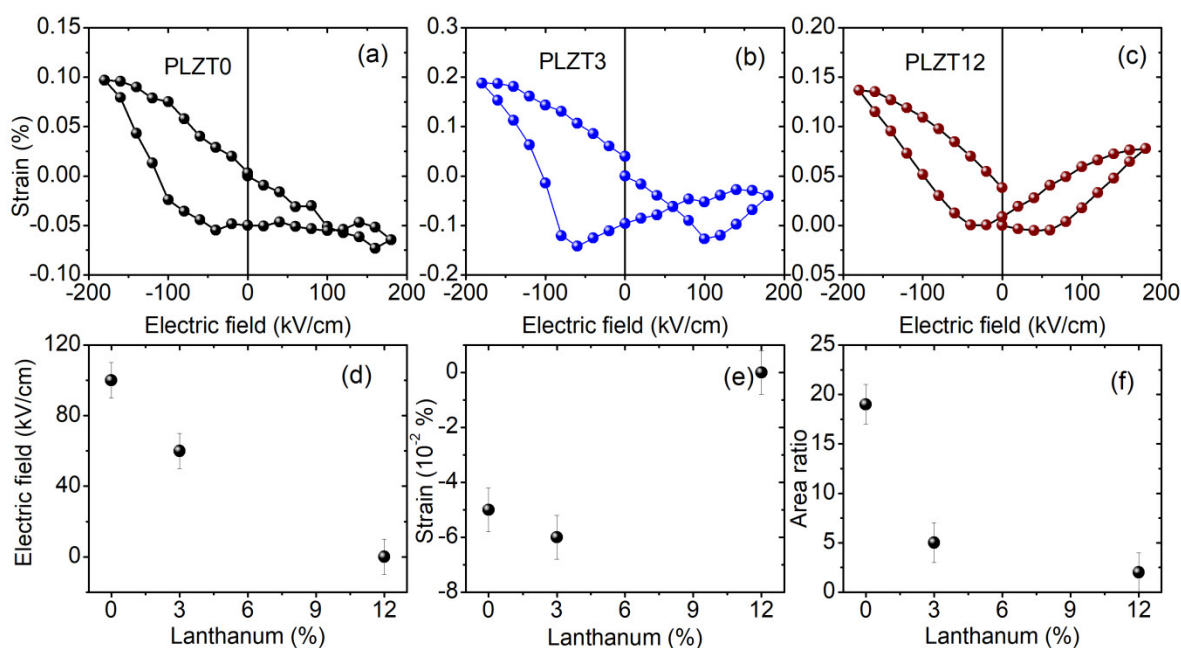 0.15
0.10
0.05
0.00
-0.05
-0.10
Strain (%)
PLZT0
(a)
-200 -100 0 100 200
Electric field (kV/cm)
0.3
0.2
0.1
0.0
-0.1
-0.2
PLZT3
(b)
-200 -100 0 100 200
Electric field (kV/cm)
0.20
0.15
0.10
0.05
0.00
0.05
PLZT12
(c)
-200 -100 0 100 200
Electric field (kV/cm)
120
80
40
0
Electric field (kV/cm)
(d)
0 3 6 9 12
Lanthanum (%)
0
-2
-4
-6
-8
Strain (10⁻² %)
(e)
0 3 6 9 12
Lanthanum (%)
25
20
15
10
5
0
Area ratio
(f)
0 3 6 9 12
Lanthanum (%)